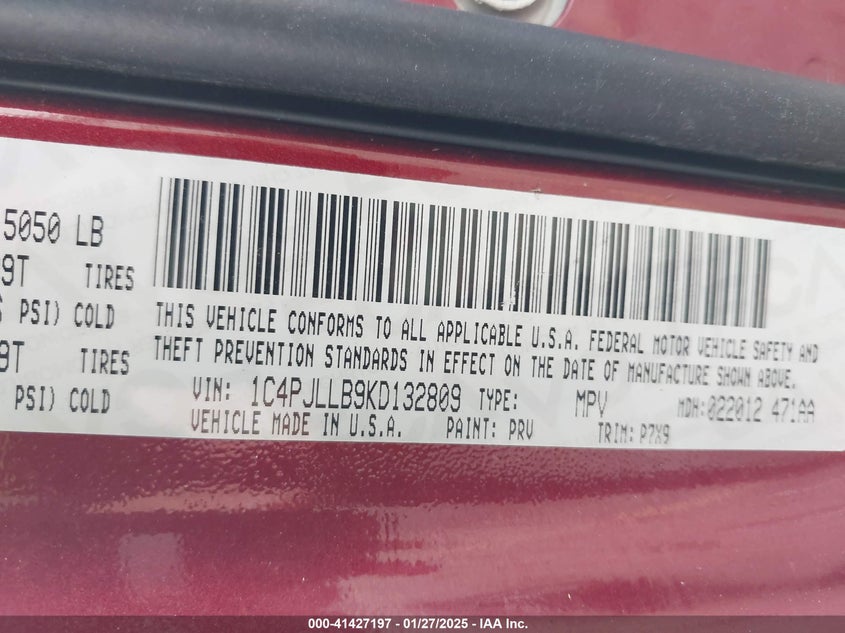 5050 LB
9T TIRES
PSI) COLD
9T TIRES
PSI) COLD
THIS VEHICLE CONFORMS TO ALL APPLICABLE U.S.A. FEDERAL MOTOR VEHICLE SAFETY AND
THEFT PREVENTION STANDARDS IN EFFECT ON THE DATE OF MANUFACTURE SHOWN ABOVE.
VIN: 1C4PJLLB9KD132809 TYPE: MPV MDH:022012 471AA
VEHICLE MADE IN U.S.A. PAINT: PRV TRIM: P7X9
000-41427197 - 01/27/2025 - IAA Inc.